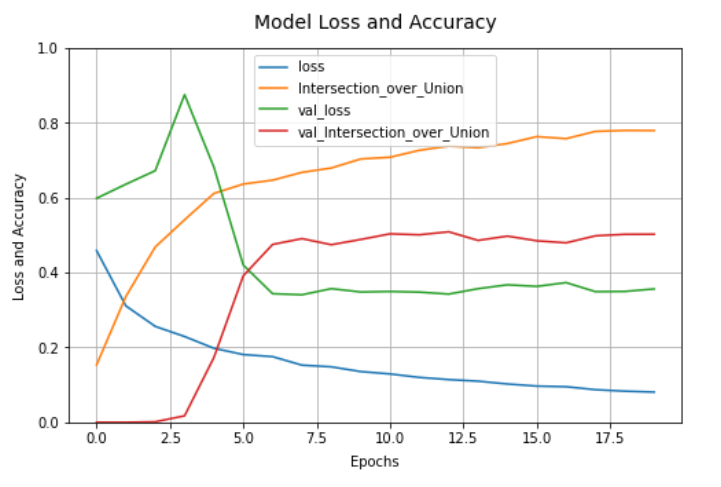 Model Loss and Accuracy
1.0
0.8
0.6
0.4
0.2
0.0
Loss and Accuracy
loss
Intersection_over_Union
val_loss
val_Intersection_over_Union
0.0 2.5 5.0 7.5 10.0 12.5 15.0 17.5
Epochs